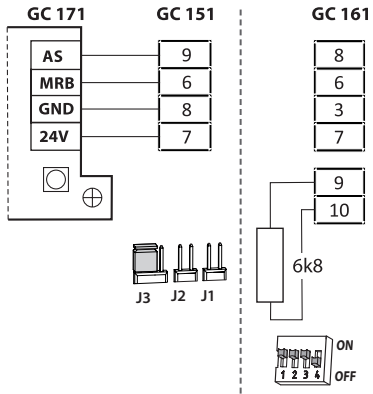 GC 171 GC 151 GC 161
AS 9 8
MRB 6 6
GND 8 3
24V 7 7
9
10
6k8
J3 J2 J1
ON
1 2 3 4 OFF